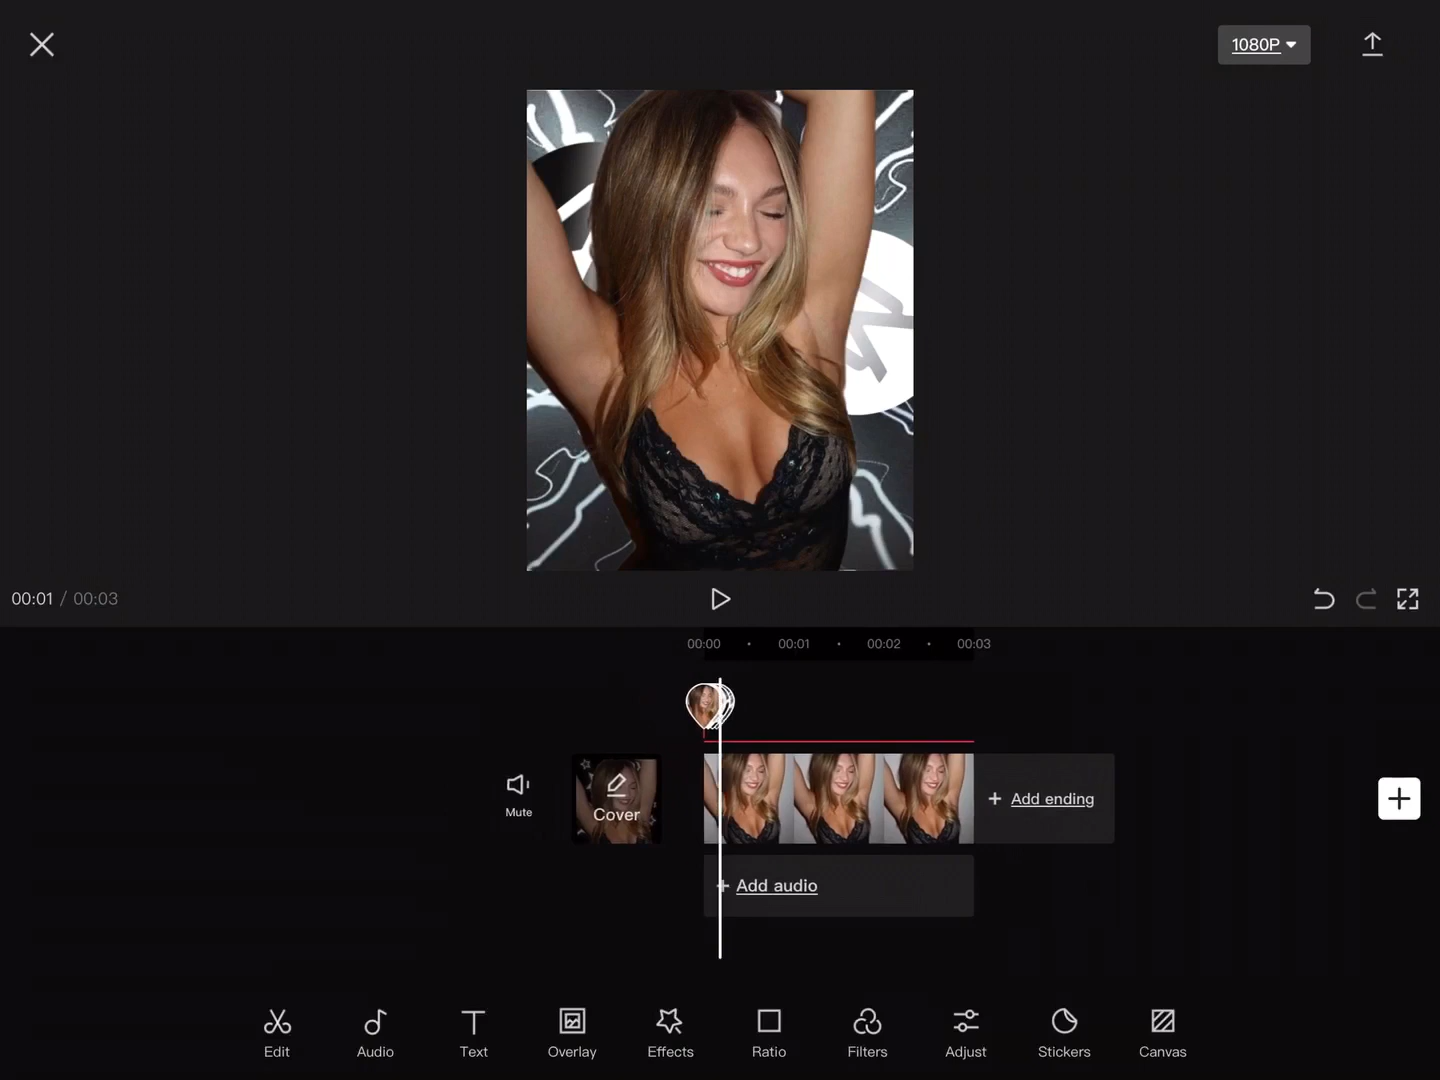 1080P
00:01 / 00:03
00:00 00:01 00:02 00:03
Mute
Cover
+ Add ending
+ Add audio
Edit Audio Text Overlay Effects Ratio Filters Adjust Stickers Canvas